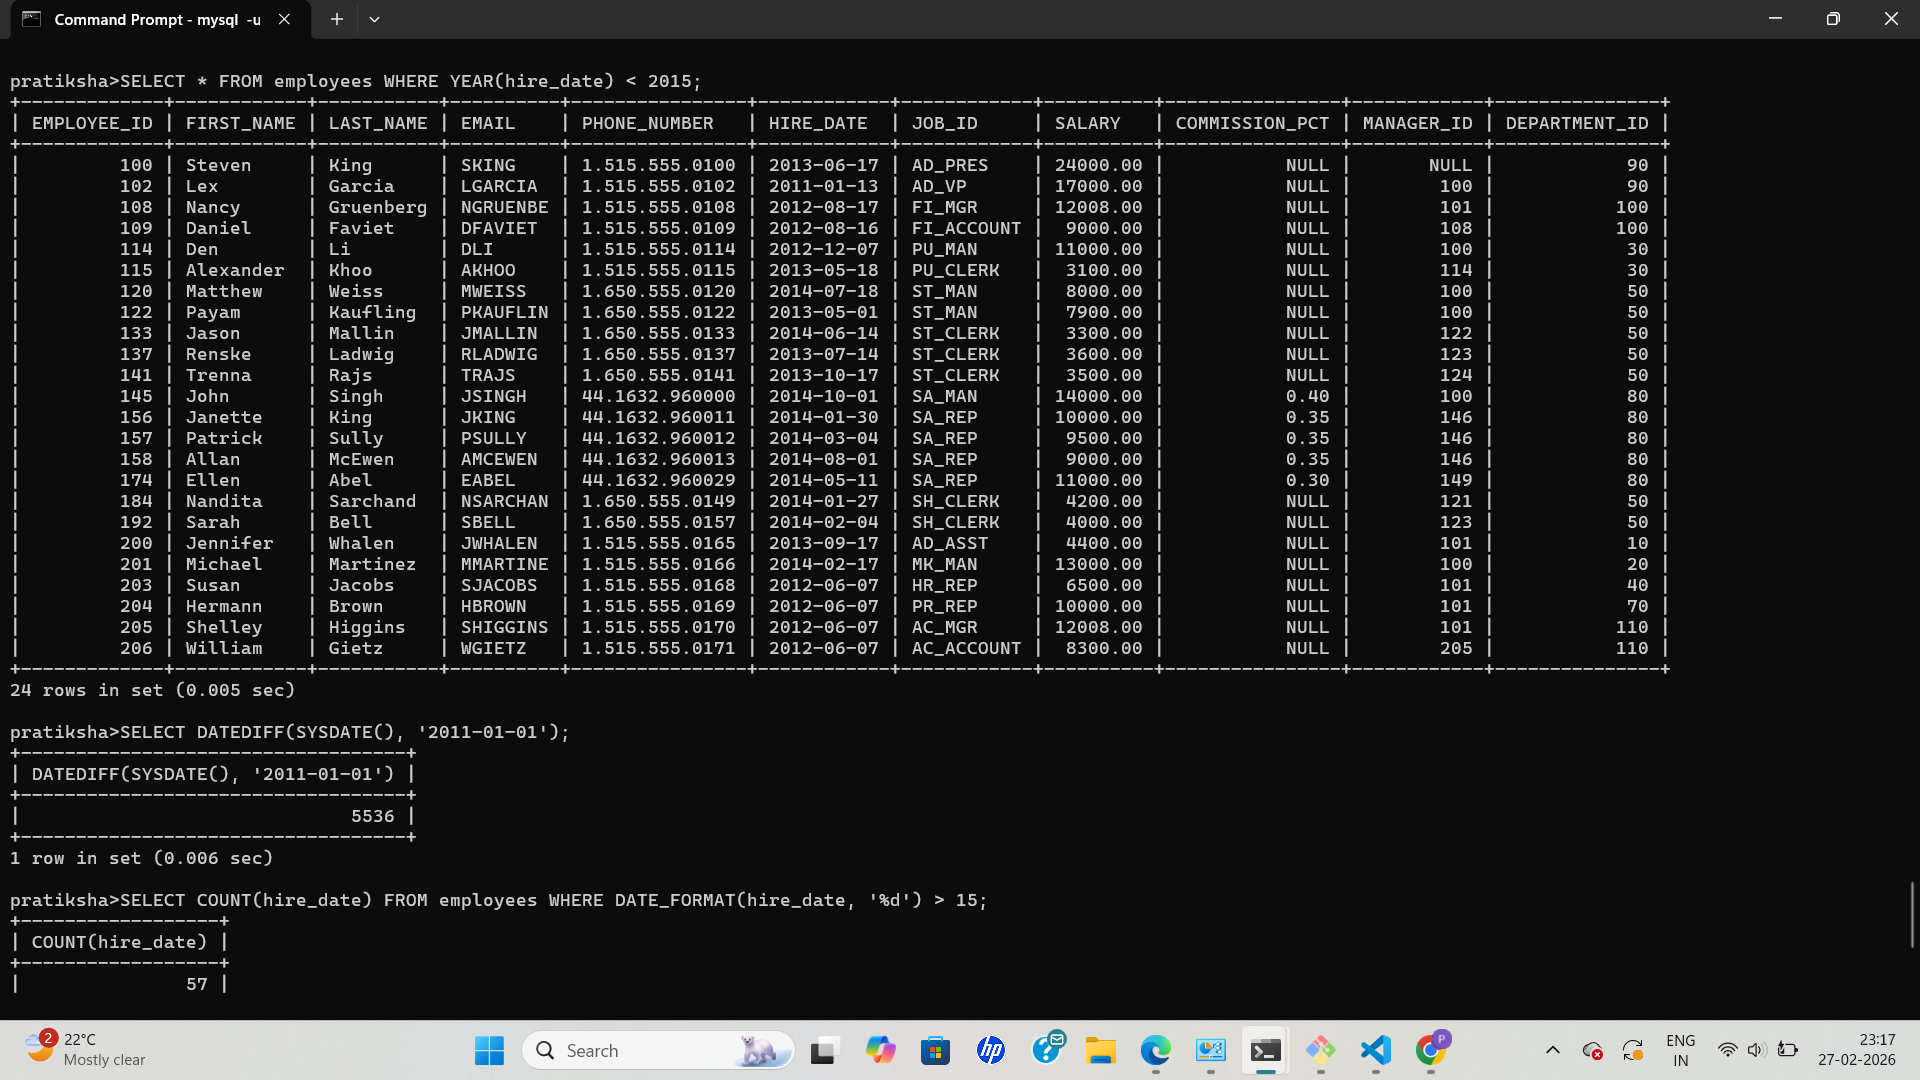 Command Prompt - mysql -u
pratiksha>SELECT * FROM employees WHERE YEAR(hire_date) < 2015;
+-------------+------------+-----------+----------+----------------+------------+------------+----------+----------------+------------+---------------+
| EMPLOYEE_ID | FIRST_NAME | LAST_NAME | EMAIL    | PHONE_NUMBER   | HIRE_DATE  | JOB_ID     | SALARY   | COMMISSION_PCT | MANAGER_ID | DEPARTMENT_ID |
+-------------+------------+-----------+----------+----------------+------------+------------+----------+----------------+------------+---------------+
| 100 | Steven | King | SKING | 1.515.555.0100 | 2013-06-17 | AD_PRES | 24000.00 | NULL | NULL | 90 |
| 102 | Lex | Garcia | LGARCIA | 1.515.555.0102 | 2011-01-13 | AD_VP | 17000.00 | NULL | 100 | 90 |
| 108 | Nancy | Gruenberg | NGRUENBE | 1.515.555.0108 | 2012-08-17 | FI_MGR | 12008.00 | NULL | 101 | 100 |
| 109 | Daniel | Faviet | DFAVIET | 1.515.555.0109 | 2012-08-16 | FI_ACCOUNT | 9000.00 | NULL | 108 | 100 |
| 114 | Den | Li | DLI | 1.515.555.0114 | 2012-12-07 | PU_MAN | 11000.00 | NULL | 100 | 30 |
| 115 | Alexander | Khoo | AKHOO | 1.515.555.0115 | 2013-05-18 | PU_CLERK | 3100.00 | NULL | 114 | 30 |
| 120 | Matthew | Weiss | MWEISS | 1.650.555.0120 | 2014-07-18 | ST_MAN | 8000.00 | NULL | 100 | 50 |
| 122 | Payam | Kaufling | PKAUFLIN | 1.650.555.0122 | 2013-05-01 | ST_MAN | 7900.00 | NULL | 100 | 50 |
| 133 | Jason | Mallin | JMALLIN | 1.650.555.0133 | 2014-06-14 | ST_CLERK | 3300.00 | NULL | 122 | 50 |
| 137 | Renske | Ladwig | RLADWIG | 1.650.555.0137 | 2013-07-14 | ST_CLERK | 3600.00 | NULL | 123 | 50 |
| 141 | Trenna | Rajs | TRAJS | 1.650.555.0141 | 2013-10-17 | ST_CLERK | 3500.00 | NULL | 124 | 50 |
| 145 | John | Singh | JSINGH | 44.1632.960000 | 2014-10-01 | SA_MAN | 14000.00 | 0.40 | 100 | 80 |
| 156 | Janette | King | JKING | 44.1632.960011 | 2014-01-30 | SA_REP | 10000.00 | 0.35 | 146 | 80 |
| 157 | Patrick | Sully | PSULLY | 44.1632.960012 | 2014-03-04 | SA_REP | 9500.00 | 0.35 | 146 | 80 |
| 158 | Allan | McEwen | AMCEWEN | 44.1632.960013 | 2014-08-01 | SA_REP | 9000.00 | 0.35 | 146 | 80 |
| 174 | Ellen | Abel | EABEL | 44.1632.960029 | 2014-05-11 | SA_REP | 11000.00 | 0.30 | 149 | 80 |
| 184 | Nandita | Sarchand | NSARCHAN | 1.650.555.0149 | 2014-01-27 | SH_CLERK | 4200.00 | NULL | 121 | 50 |
| 192 | Sarah | Bell | SBELL | 1.650.555.0157 | 2014-02-04 | SH_CLERK | 4000.00 | NULL | 123 | 50 |
| 200 | Jennifer | Whalen | JWHALEN | 1.515.555.0165 | 2013-09-17 | AD_ASST | 4400.00 | NULL | 101 | 10 |
| 201 | Michael | Martinez | MMARTINE | 1.515.555.0166 | 2014-02-17 | MK_MAN | 13000.00 | NULL | 100 | 20 |
| 203 | Susan | Jacobs | SJACOBS | 1.515.555.0168 | 2012-06-07 | HR_REP | 6500.00 | NULL | 101 | 40 |
| 204 | Hermann | Brown | HBROWN | 1.515.555.0169 | 2012-06-07 | PR_REP | 10000.00 | NULL | 101 | 70 |
| 205 | Shelley | Higgins | SHIGGINS | 1.515.555.0170 | 2012-06-07 | AC_MGR | 12008.00 | NULL | 101 | 110 |
| 206 | William | Gietz | WGIETZ | 1.515.555.0171 | 2012-06-07 | AC_ACCOUNT | 8300.00 | NULL | 205 | 110 |
+-------------+------------+-----------+----------+----------------+------------+------------+----------+----------------+------------+---------------+
24 rows in set (0.005 sec)
pratiksha>SELECT DATEDIFF(SYSDATE(), '2011-01-01');
+-----------------------------------+
| DATEDIFF(SYSDATE(), '2011-01-01') |
+-----------------------------------+
| 5536 |
+-----------------------------------+
1 row in set (0.006 sec)
pratiksha>SELECT COUNT(hire_date) FROM employees WHERE DATE_FORMAT(hire_date, '%d') > 15;
+------------------+
| COUNT(hire_date) |
+------------------+
| 57 |
2
22°C
Mostly clear
Search
hp
P
ENG
IN
23:17
27-02-2026